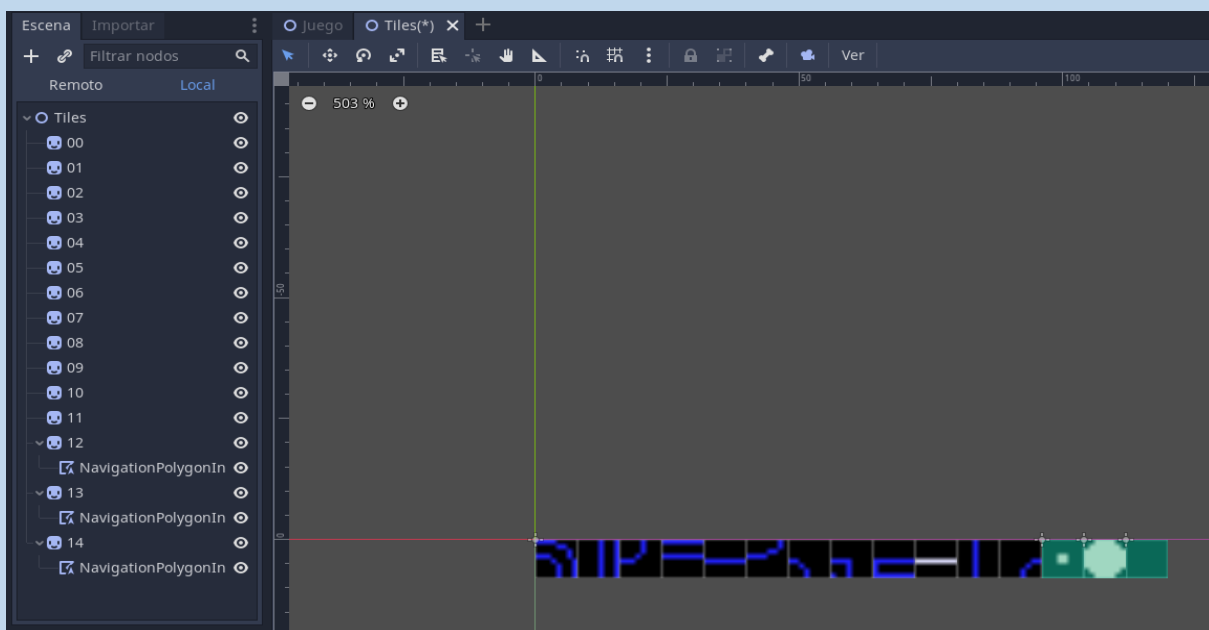 Escena Importar Juego Tiles(*)
Filtrar nodos Ver
Remoto Local 0 50 100
503 %
Tiles
00
01
02
03
04
05
-50
06
07
08
09
10
11
12
NavigationPolygonIn
13
NavigationPolygonIn
0
14
NavigationPolygonIn